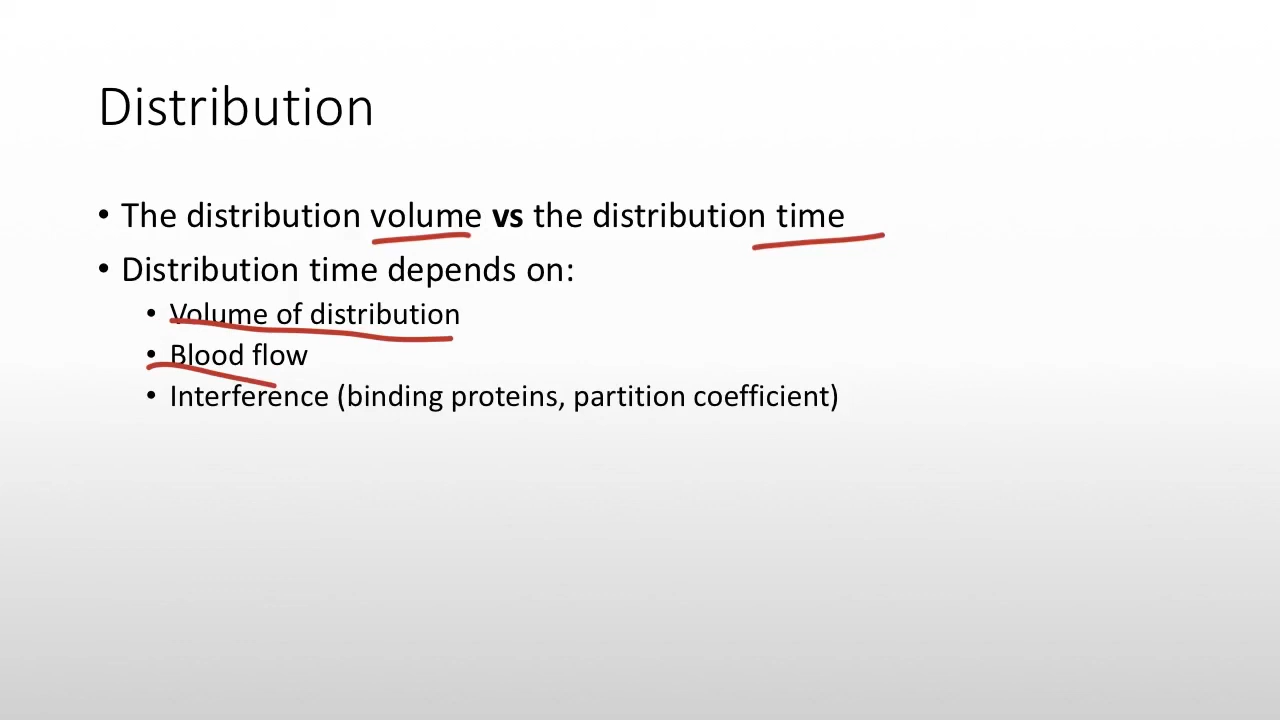 Distribution
• The distribution volume vs the distribution time
• Distribution time depends on:
• Volume of distribution
• Blood flow
• Interference (binding proteins, partition coefficient)